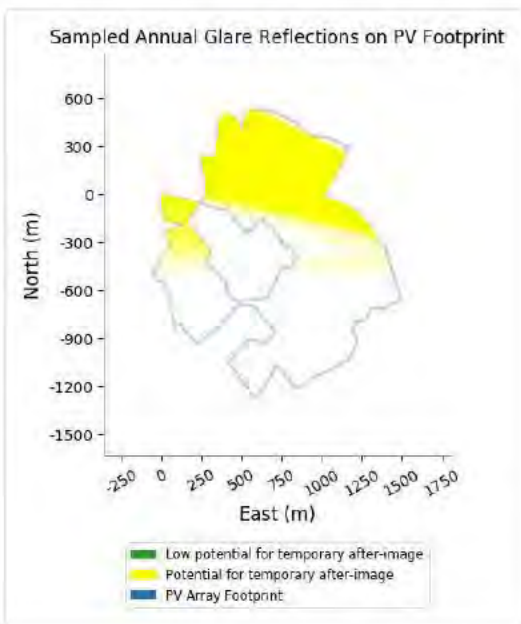 Sampled Annual Glare Reflections on PV Footprint
600
300
0
-300
-600
-900
-1200
-1500
North (m)
-250 0 250 500 750 1000 1250 1500 1750
East (m)
Low potential for temporary after-image
Potential for temporary after-image
PV Array Footprint